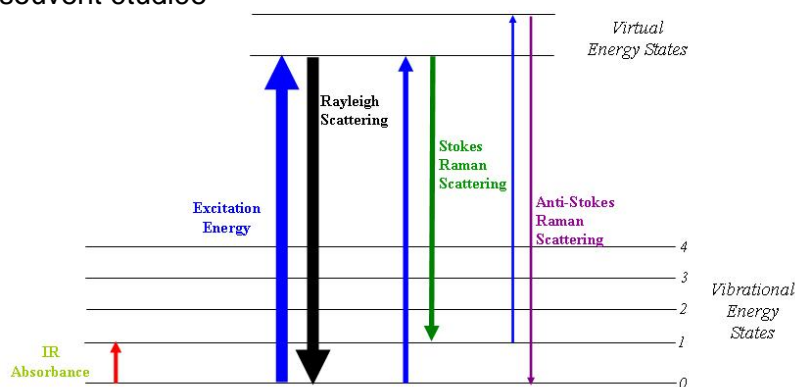 Virtual
Energy States
Rayleigh
Scattering
Stokes
Raman
Scattering
Excitation
Energy
Anti-Stokes
Raman
Scattering
4
3
2
1
0
Vibrational
Energy
States
IR
Absorbance